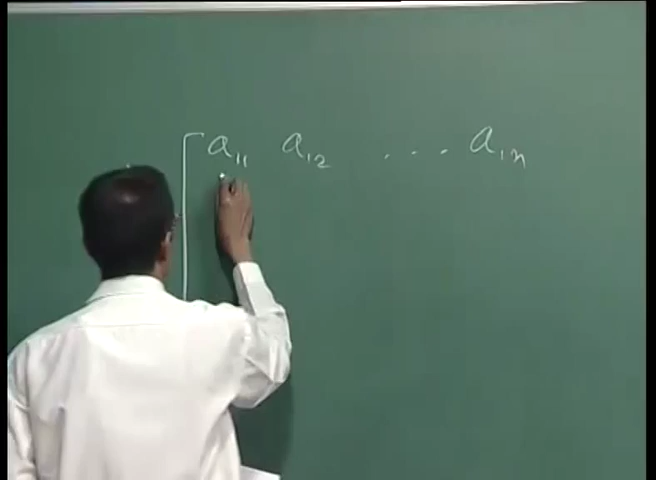 [ a₁₁ a₁₂ . . . a₁ₙ